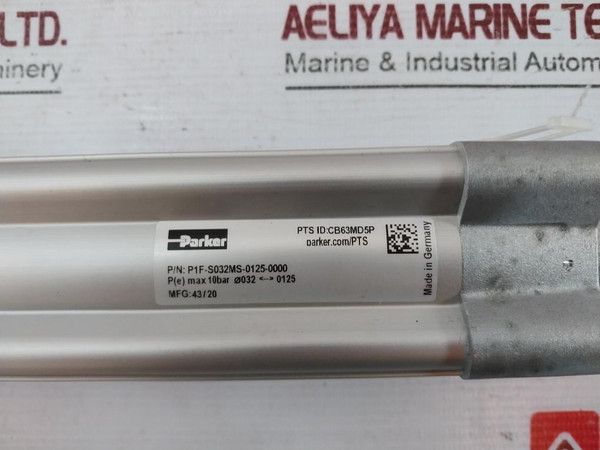 LTD.
AELIYA MARINE TE
hinery
Marine & Industrial Autom
Parker
PTS ID:CB63MD5P
parker.com/PTS
P/N: P1F-S032MS-0125-0000
P(e) max 10bar ø032 <--> 0125
MFG: 43/20
Made in Germany